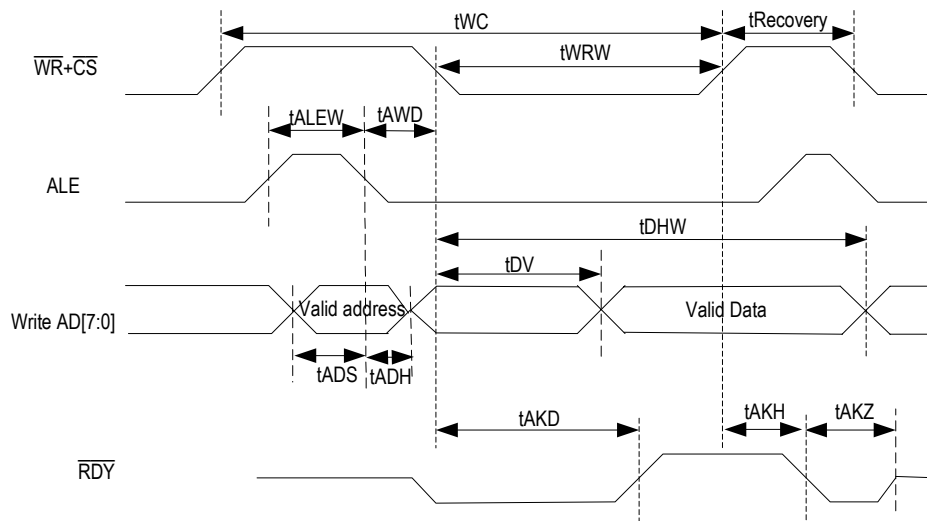 tWC
tRecovery
tWRW
WR+CS
tALEW
tAWD
ALE
tDHW
tDV
Valid address
Valid Data
Write AD[7:0]
tADS
tADH
tAKD
tAKH
tAKZ
RDY